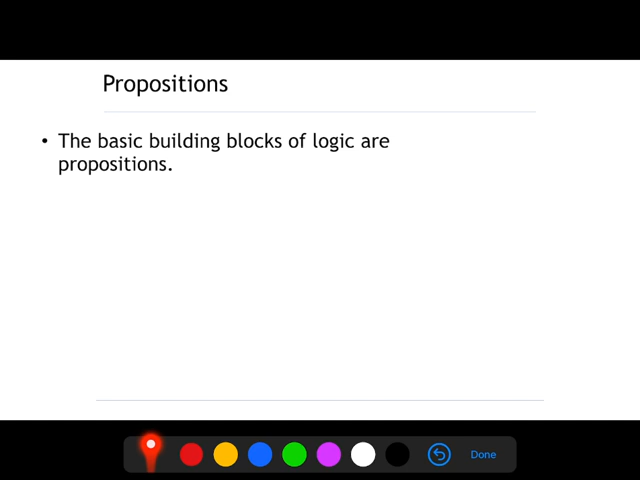 Propositions
• The basic building blocks of logic are
propositions.
Done